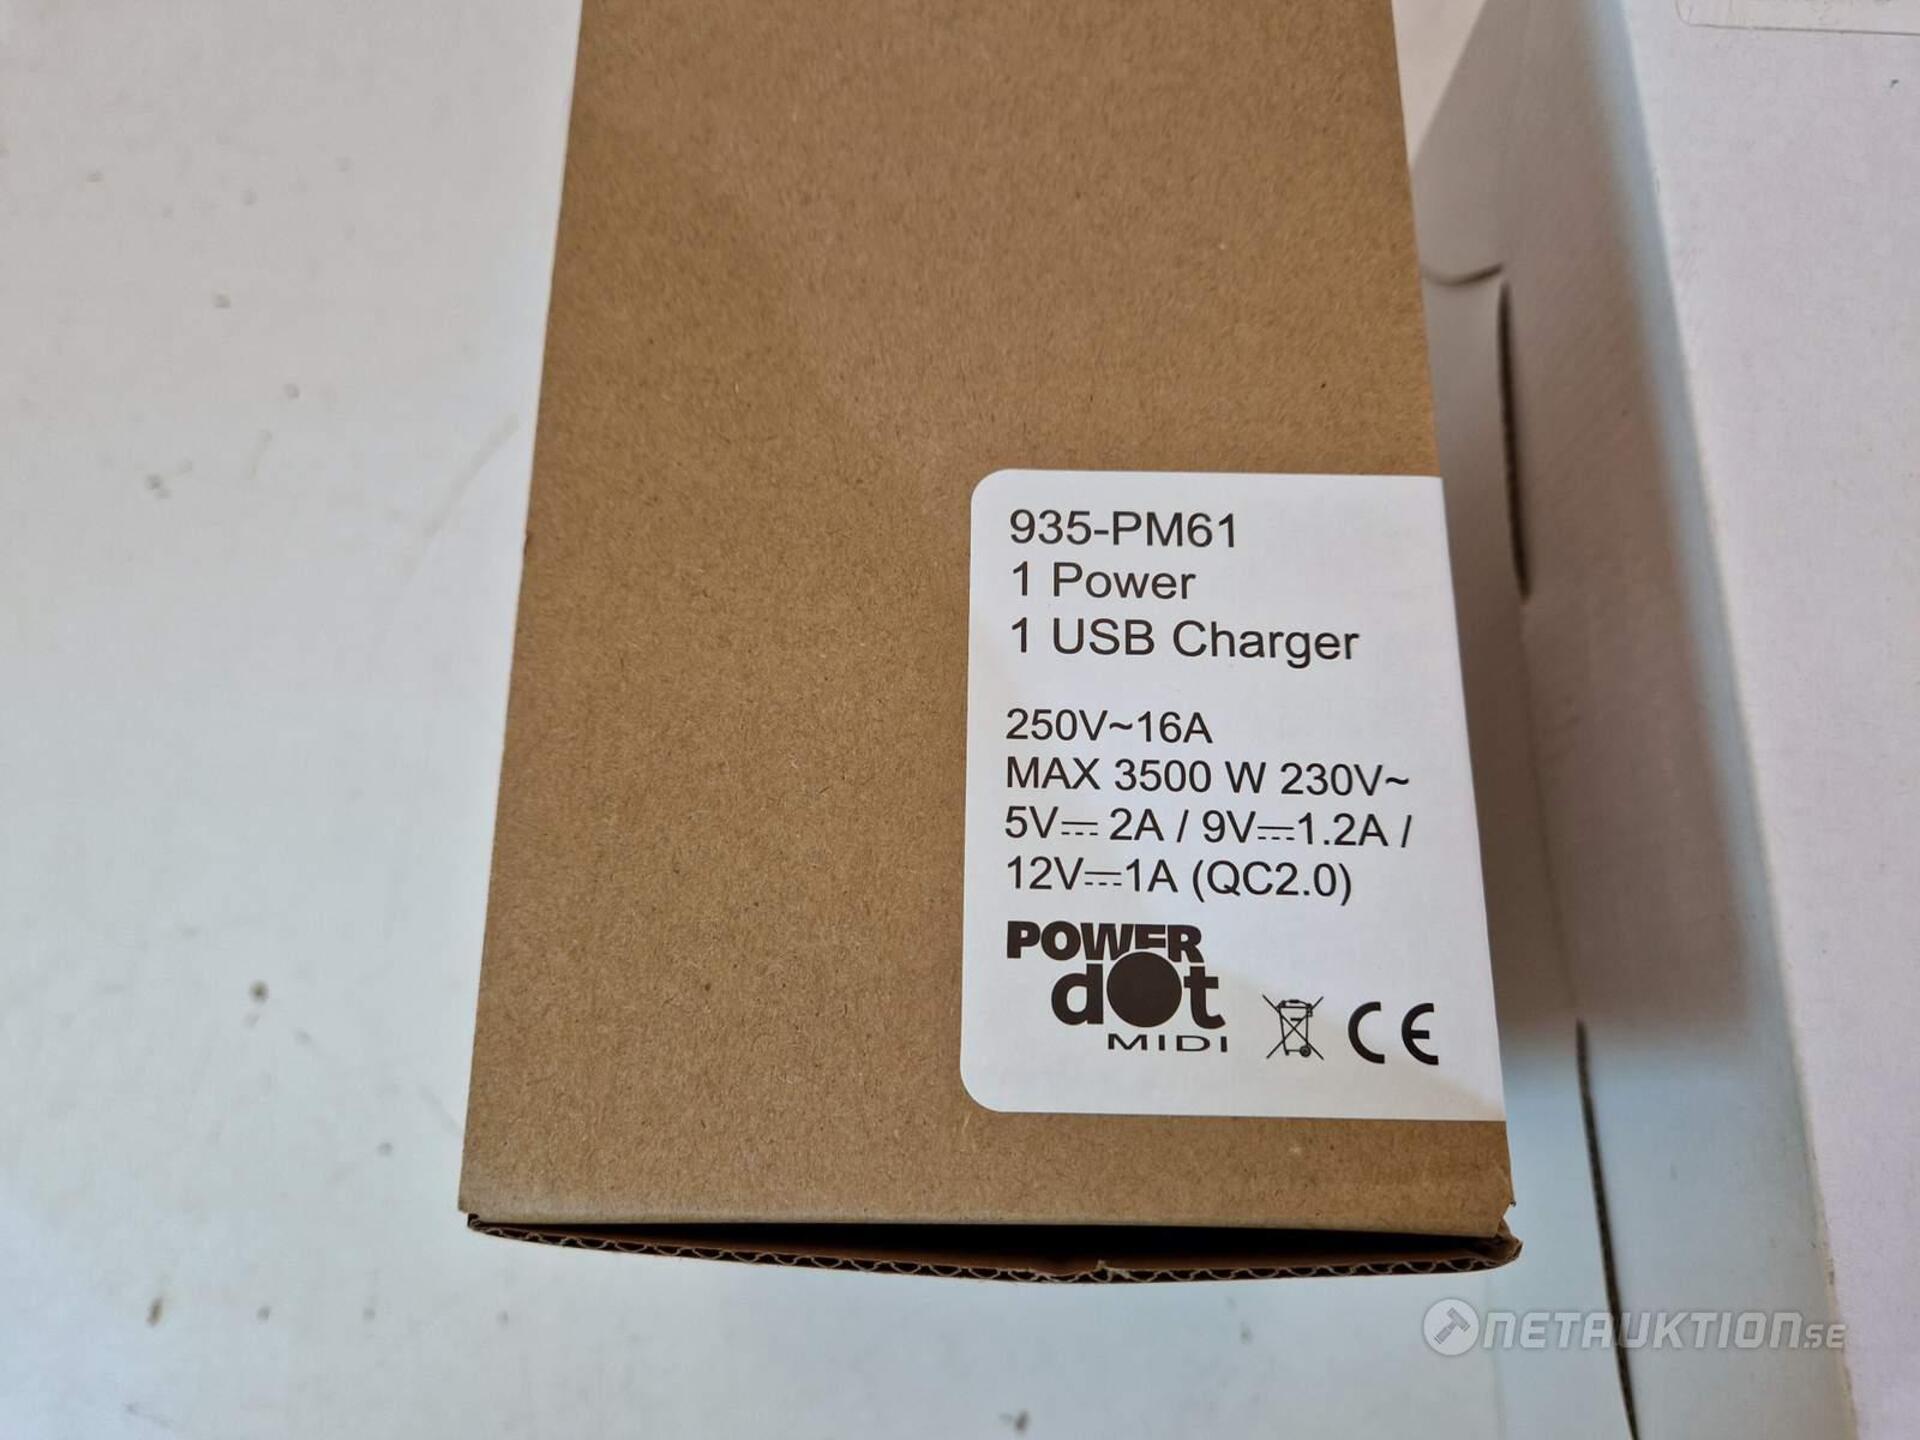 935-PM61
1 Power
1 USB Charger
250V~16A
MAX 3500 W 230V~
5V⎓ 2A / 9V⎓1.2A /
12V⎓1A (QC2.0)
POWER
dot
MIDI
CE
NETAUKTION.SE